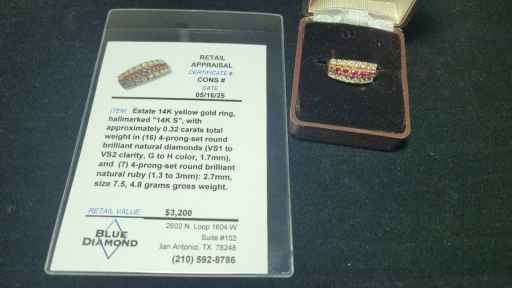 RETAIL
APPRAISAL
CERTIFICATE #
CONS #
DATE
05/16/25
ITEM Estate 14K yellow gold ring,
hallmarked "14K S", with
approximately 0.32 carats total
weight in (16) 4-prong-set round
brilliant natural diamonds (VS1 to
VS2 clarity, G to H color, 1.7mm).
and (7) 4-prong-set round brilliant
natural ruby (1.3 to 3mm): 2.7mm,
size 7.5, 4.8 grams gross weight.
RETAIL VALUE $3,200
BLUE
DIAMOND
2602 N. Loop 1604 W
Suite #102
San Antonio, TX 78248
(210) 592-8786